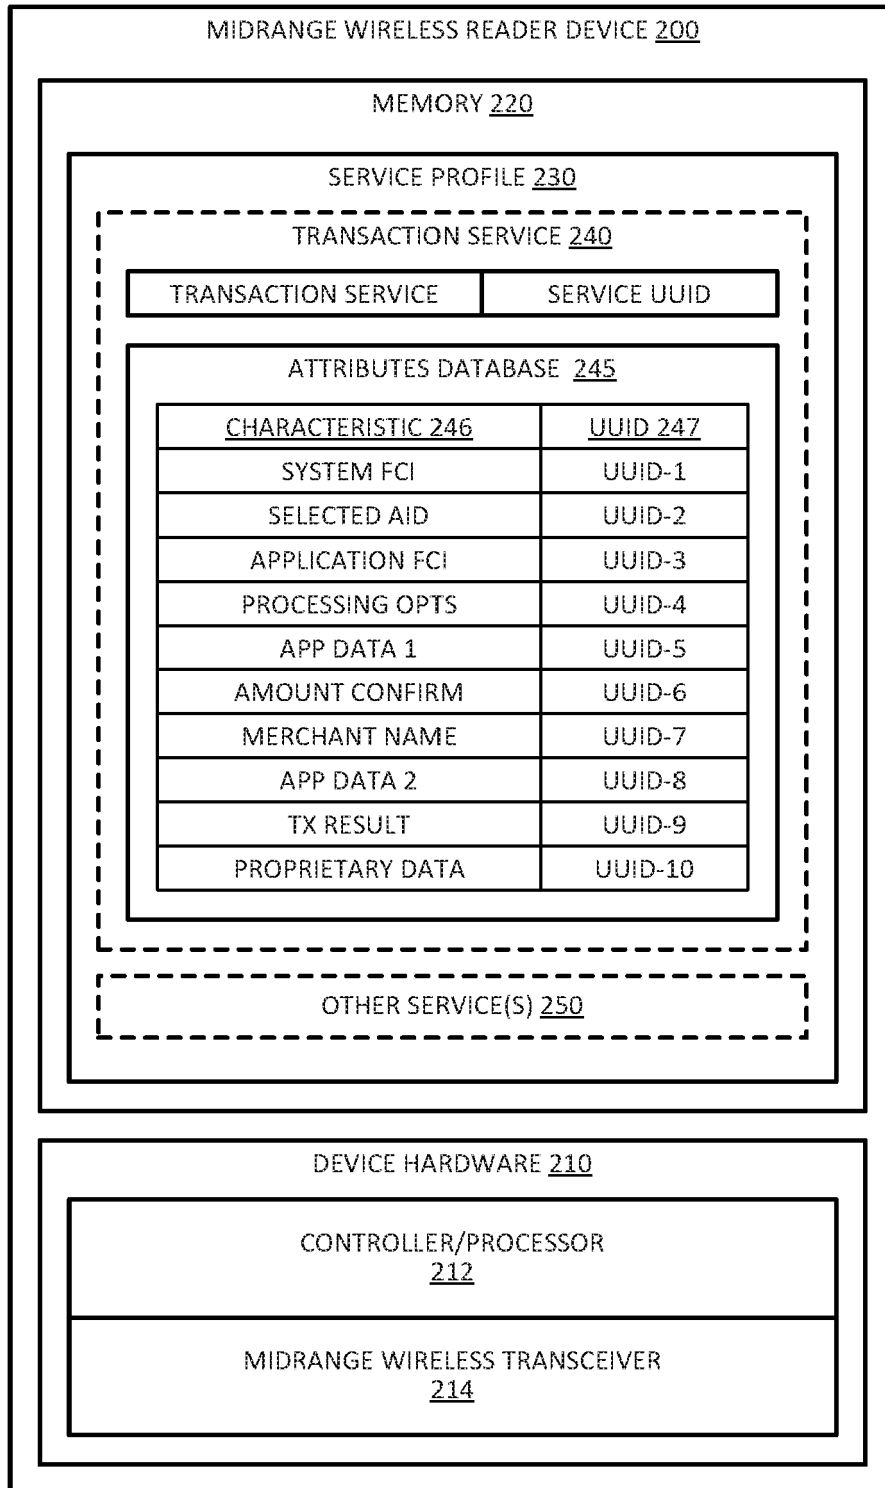 MIDRANGE WIRELESS READER DEVICE 200
MEMORY 220
SERVICE PROFILE 230
TRANSACTION SERVICE 240
TRANSACTION SERVICE SERVICE UUID
ATTRIBUTES DATABASE 245
CHARACTERISTIC 246 UUID 247
SYSTEM FCI UUID-1
SELECTED AID UUID-2
APPLICATION FCI UUID-3
PROCESSING OPTS UUID-4
APP DATA 1 UUID-5
AMOUNT CONFIRM UUID-6
MERCHANT NAME UUID-7
APP DATA 2 UUID-8
TX RESULT UUID-9
PROPRIETARY DATA UUID-10
OTHER SERVICE(S) 250
DEVICE HARDWARE 210
CONTROLLER/PROCESSOR
212
MIDRANGE WIRELESS TRANSCEIVER
214